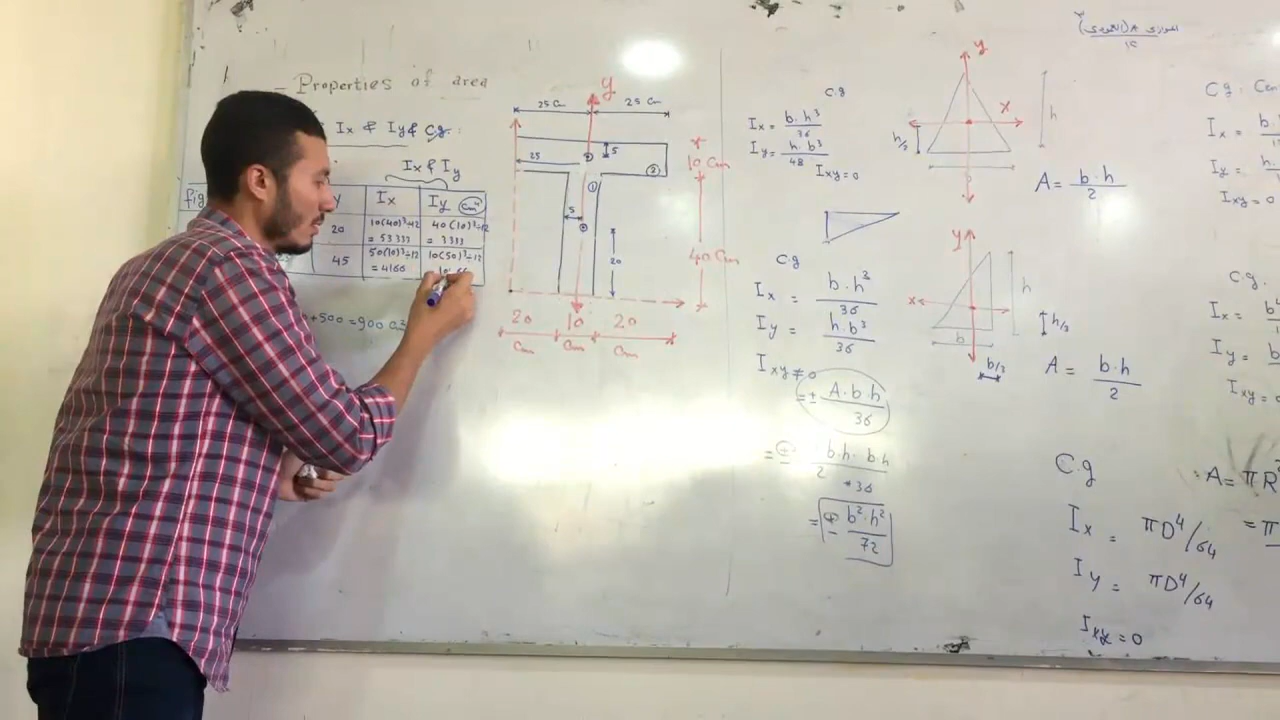 Properties of area
Ix & Iy & Cg.
Ix & Iy
fig
y
Ix
Iy
cm⁴
20
10(40)³÷12
= 53333
40(10)³÷12
= 3333
45
50(10)³÷12
= 4166
10(50)³÷12
+500 = 900
y
25 Cm
25 Cm
5
25
2
1
5
20
10 Cm
40 Cm
20
10
20
Cm
Cm
Cm
c.g
Ix = b.h³/36
Iy = h.b³/48
Ixy=0
y
x
h
h/3
b
A = b.h/2
c.g
Ix = b.h³/36
Iy = h.b³/36
Ixy ≠ 0
= ± A.b.h/36
= ± b.h. b.h/2 *36
= ± b².h²/72
y
x
h
h/3
b
b/3
A = b.h/2
C.g
Ix = πD⁴/64
Iy = πD⁴/64
Ixy = 0
C.g. Cen
Ix =
Iy =
Ixy = 0
C.g.
Ix =
Iy =
Ixy =
A = πR²
= π